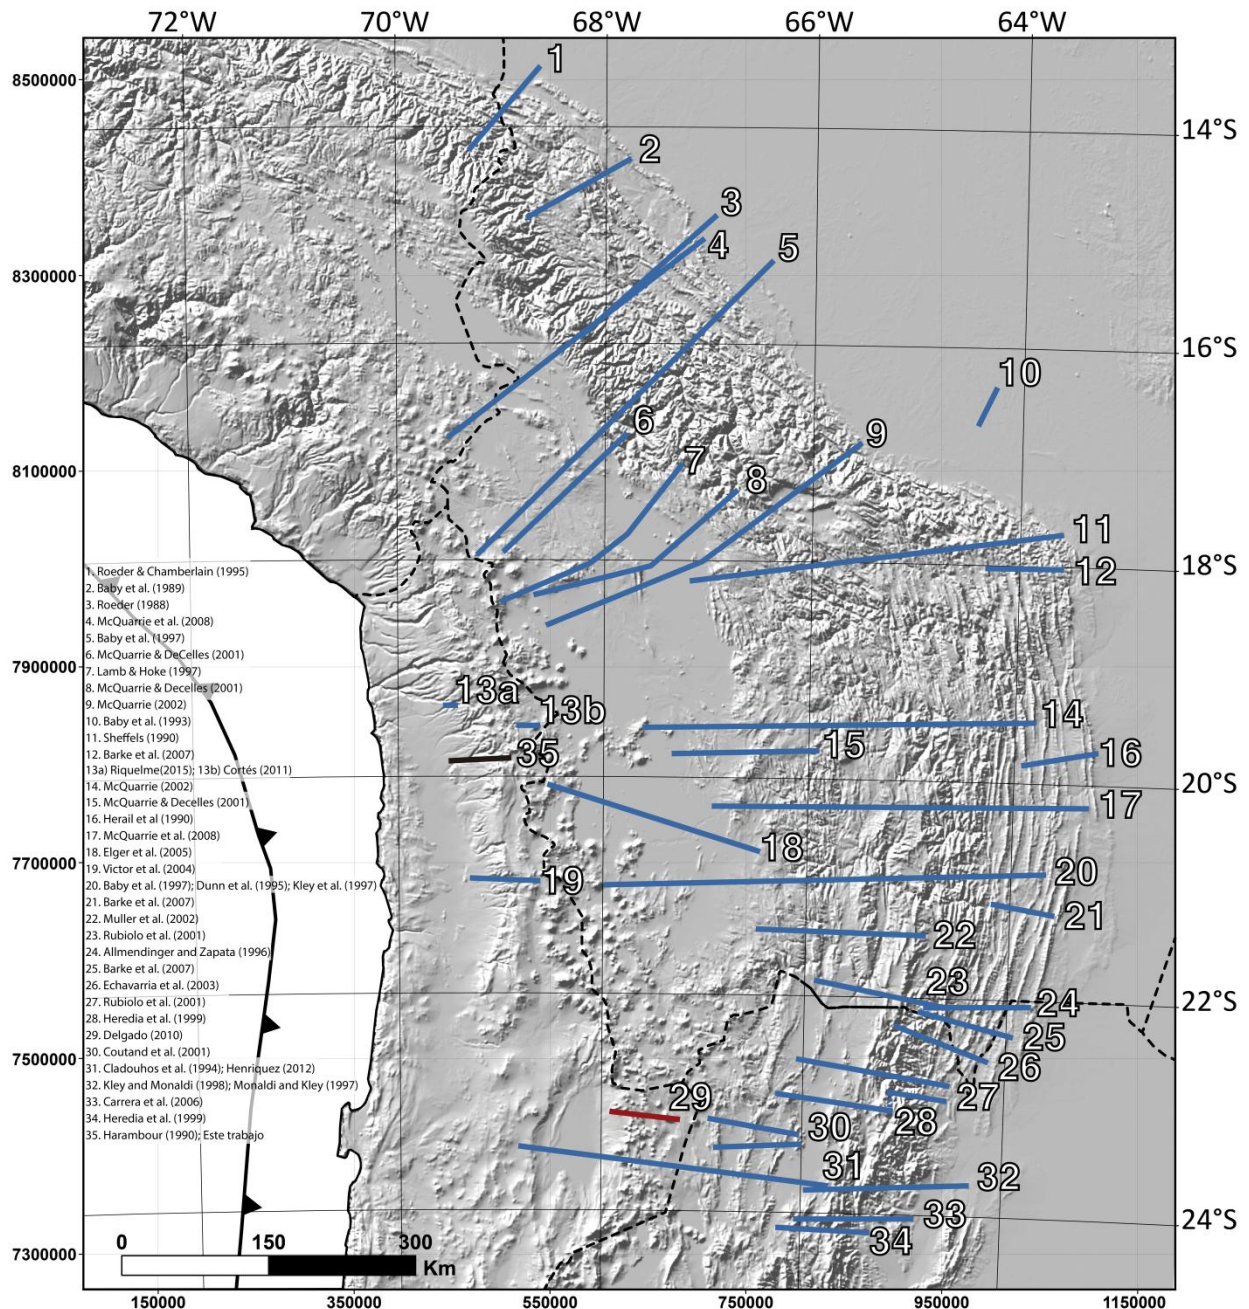 72°W 70°W 68°W 66°W 64°W
8500000
8300000
8100000
7900000
7700000
7500000
7300000
14°S
16°S
18°S
20°S
22°S
24°S
1
2
3
4
5
6
7
8
9
10
11
12
13a
13b
14
15
16
35
17
18
19
20
21
22
23
24
25
26
27
28
29
30
31
32
33
34
1. Roeder & Chamberlain (1995)
2. Baby et al. (1989)
3. Roeder (1988)
4. McQuarrie et al. (2008)
5. Baby et al. (1997)
6. McQuarrie & DeCelles (2001)
7. Lamb & Hoke (1997)
8. McQuarrie & Decelles (2001)
9. McQuarrie (2002)
10. Baby et al. (1993)
11. Sheffels (1990)
12. Barke et al. (2007)
13a) Riquelme(2015); 13b) Cortés (2011)
14. McQuarrie (2002)
15. McQuarrie & Decelles (2001)
16. Herail et al (1990)
17. McQuarrie et al. (2008)
18. Elger et al. (2005)
19. Victor et al. (2004)
20. Baby et al. (1997); Dunn et al. (1995); Kley et al. (1997)
21. Barke et al. (2007)
22. Muller et al. (2002)
23. Rubiolo et al. (2001)
24. Allmendinger and Zapata (1996)
25. Barke et al. (2007)
26. Echavarria et al. (2003)
27. Rubiolo et al. (2001)
28. Heredia et al. (1999)
29. Delgado (2010)
30. Coutand et al. (2001)
31. Cladouhos et al. (1994); Henriquez (2012)
32. Kley and Monaldi (1998); Monaldi and Kley (1997)
33. Carrera et al. (2006)
34. Heredia et al. (1999)
35. Harambour (1990); Este trabajo
0 150 300
Km
150000 350000 550000 750000 950000 1150000